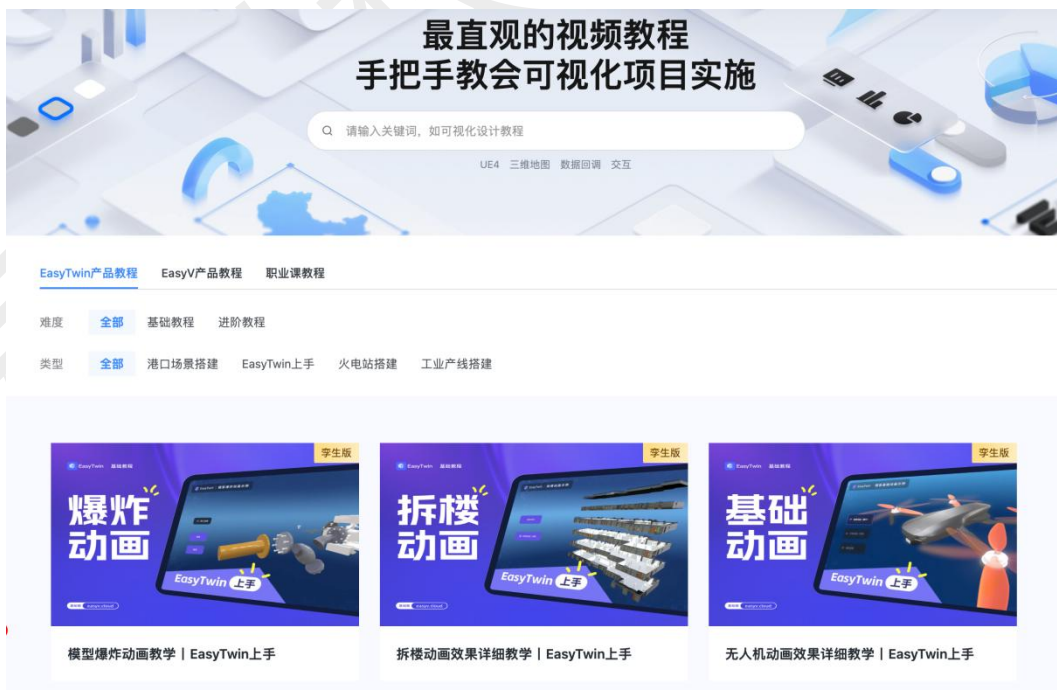 最直观的视频教程
手把手教会可视化项目实施
请输入关键词，如可视化设计教程
UE4 三维地图 数据回调 交互
EasyTwin产品教程 EasyV产品教程 职业课教程
难度 全部 基础教程 进阶教程
类型 全部 港口场景搭建 EasyTwin上手 火电站搭建 工业产线搭建
孪生版 孪生版 孪生版
EasyTwin 基础教程 EasyTwin 基础教程 EasyTwin 基础教程
爆炸 拆楼 基础
动画 动画 动画
EasyTwin 上手 EasyTwin 上手 EasyTwin 上手
模型爆炸动画教学丨EasyTwin上手 拆楼动画效果详细教学丨EasyTwin上手 无人机动画效果详细教学丨EasyTwin上手